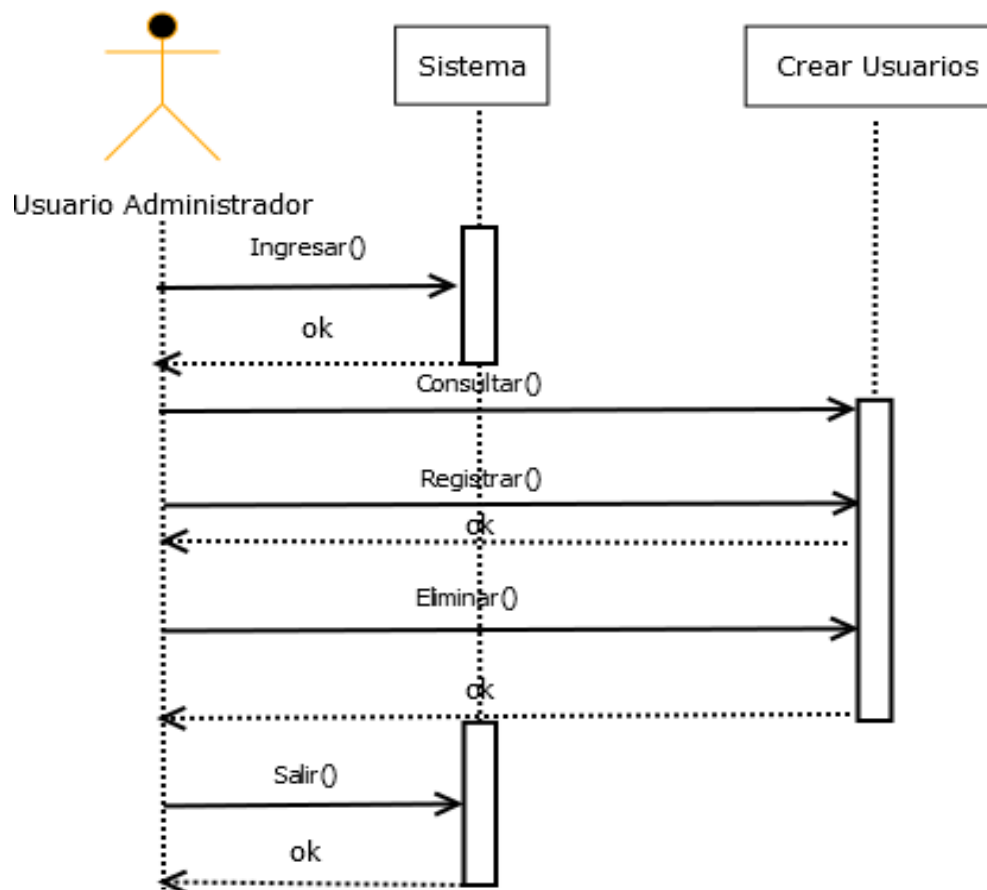 Sistema
Crear Usuarios
Usuario Administrador
Ingresar()
ok
Consultar()
Registrar()
ok
Eliminar()
ok
Salir()
ok